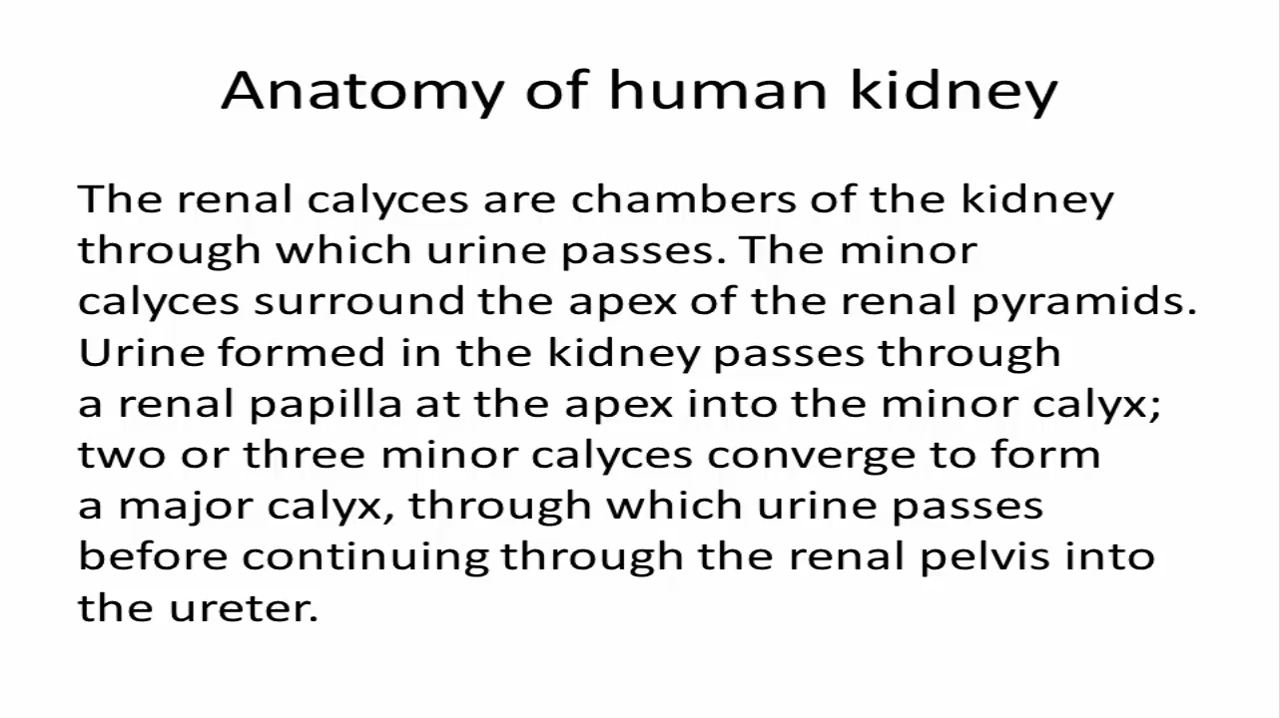 Anatomy of human kidney
The renal calyces are chambers of the kidney
through which urine passes. The minor
calyces surround the apex of the renal pyramids.
Urine formed in the kidney passes through
a renal papilla at the apex into the minor calyx;
two or three minor calyces converge to form
a major calyx, through which urine passes
before continuing through the renal pelvis into
the ureter.